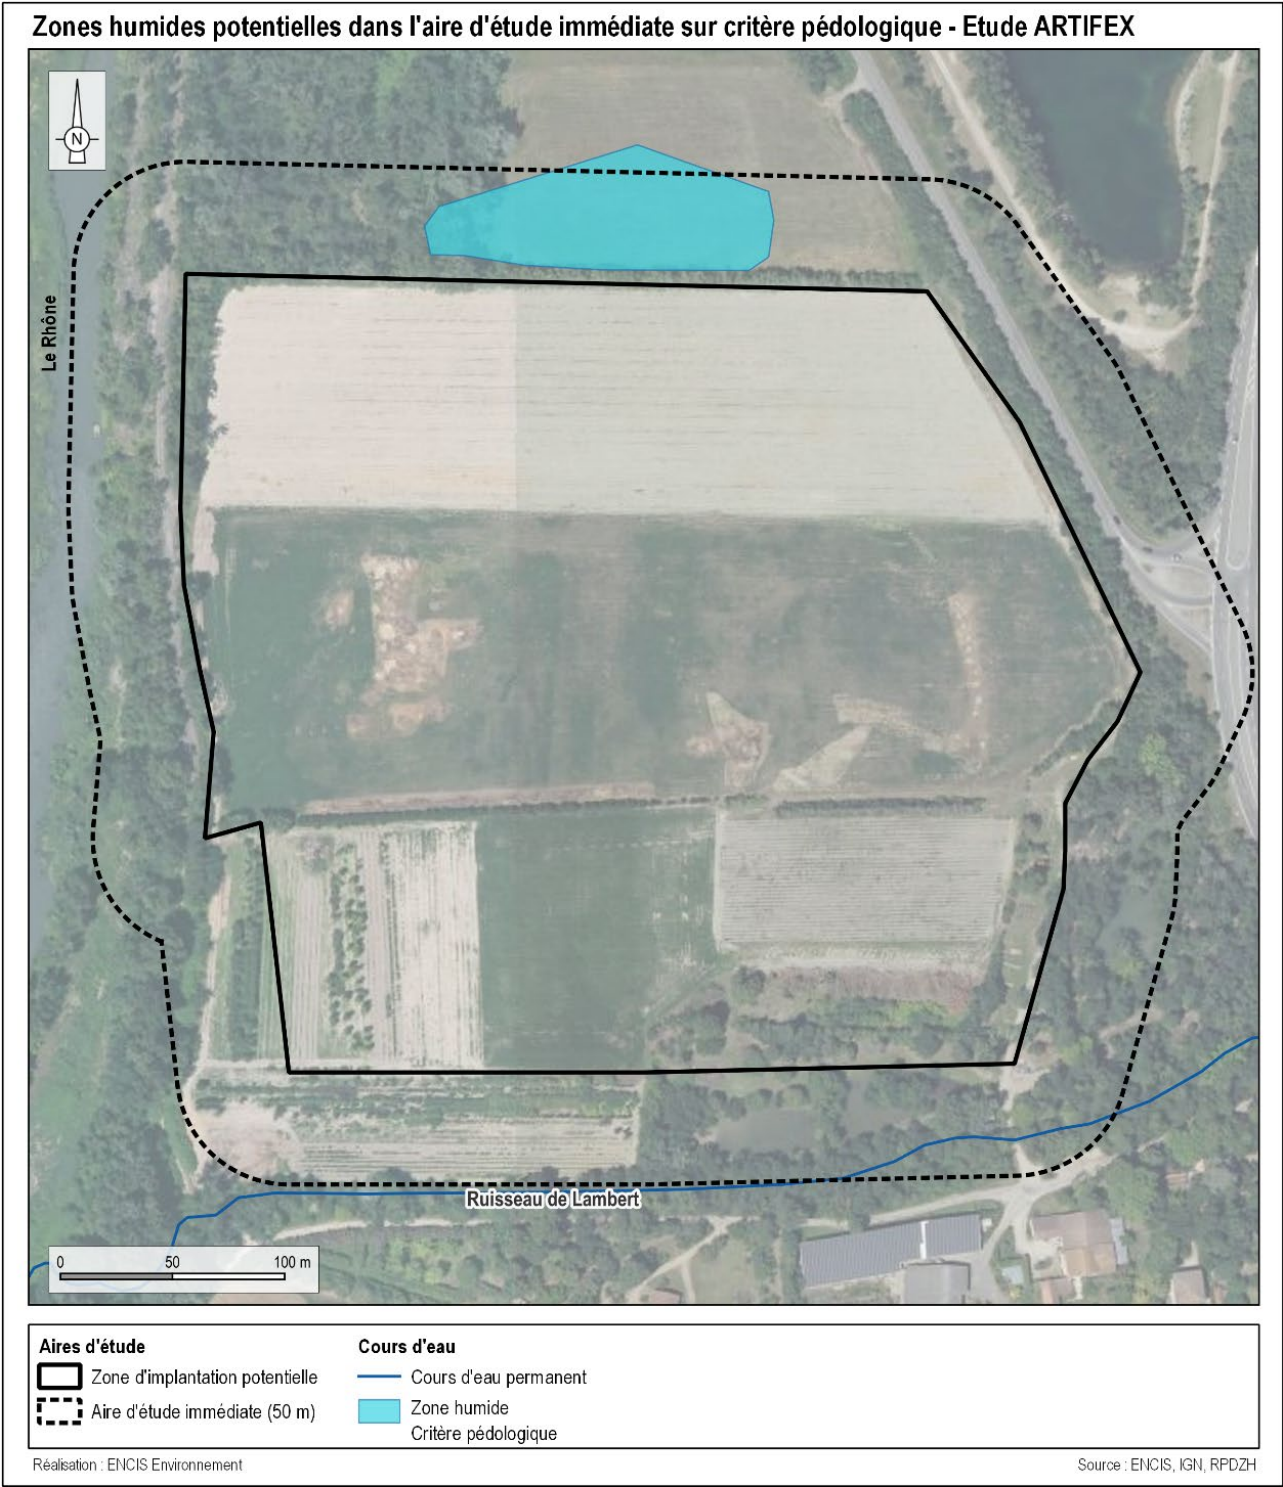 Zones humides potentielles dans l'aire d'étude immédiate sur critère pédologique - Etude ARTIFEX
N
Le Rhône
Ruisseau de Lambert
0 50 100 m
Aires d'étude
Zone d'implantation potentielle
Aire d'étude immédiate (50 m)
Cours d'eau
Cours d'eau permanent
Zone humide
Critère pédologique
Réalisation : ENCIS Environnement
Source : ENCIS, IGN, RPDZH